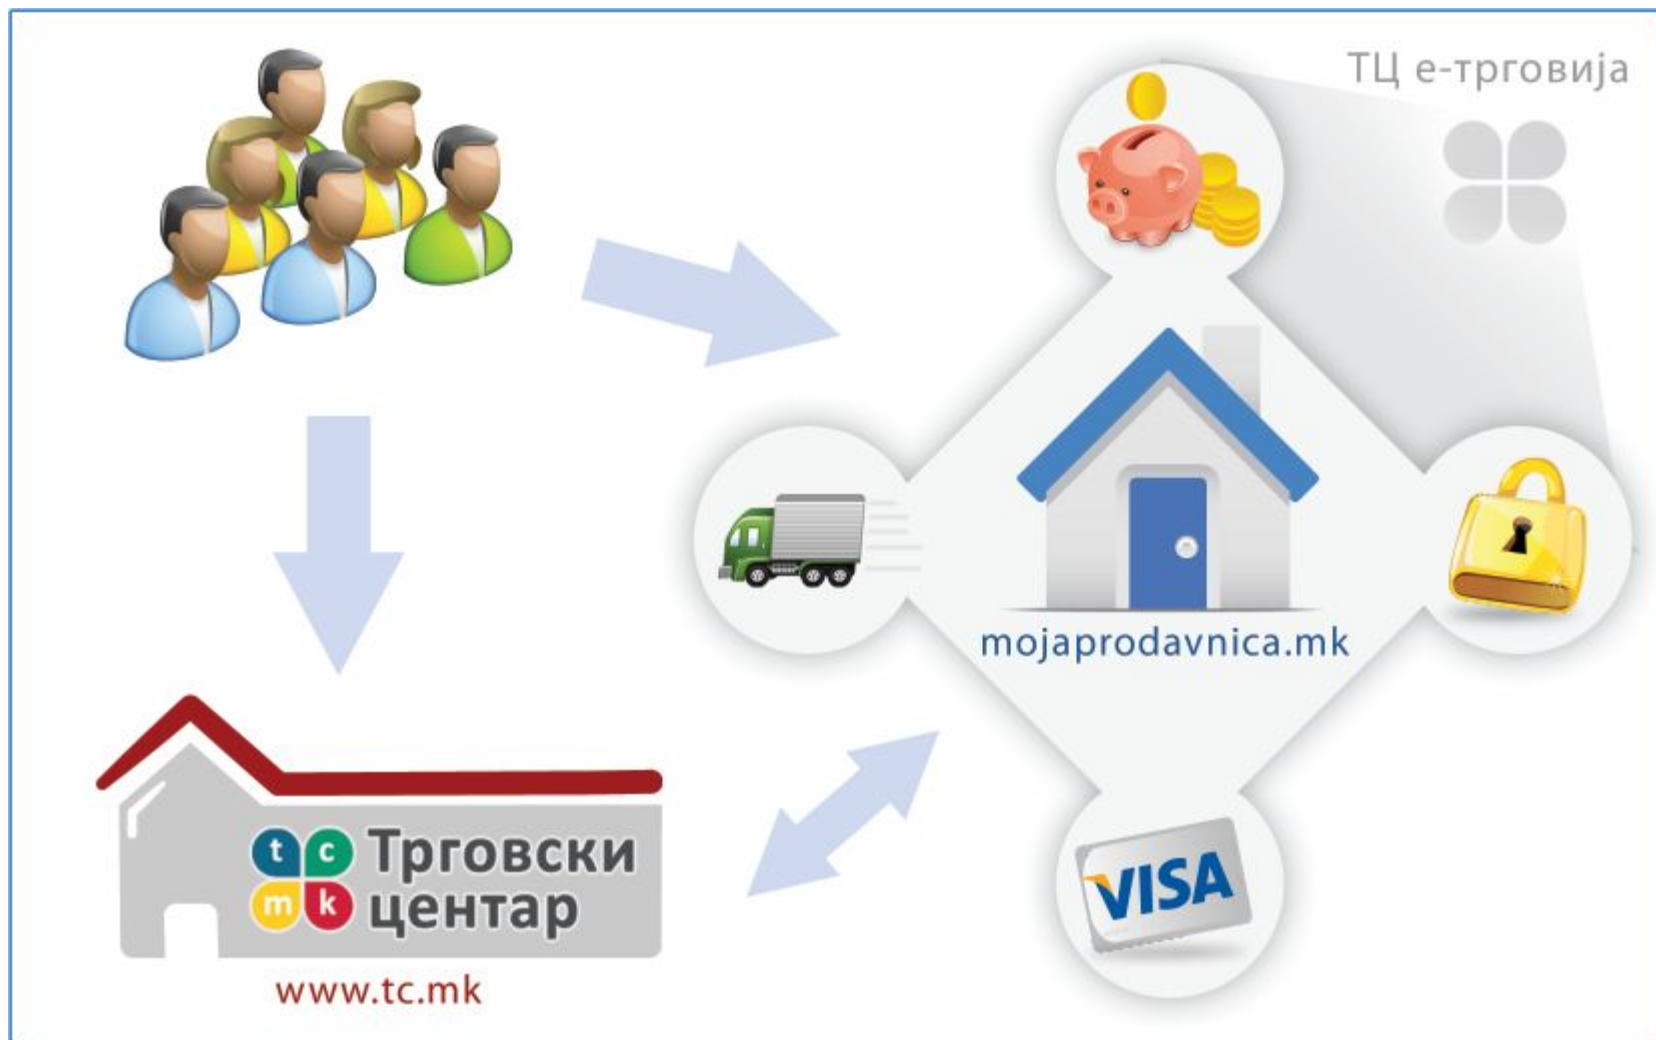 ТЦ е-трговија
mojaprodavnica.mk
t c
m k
Трговски
центар
www.tc.mk
VISA